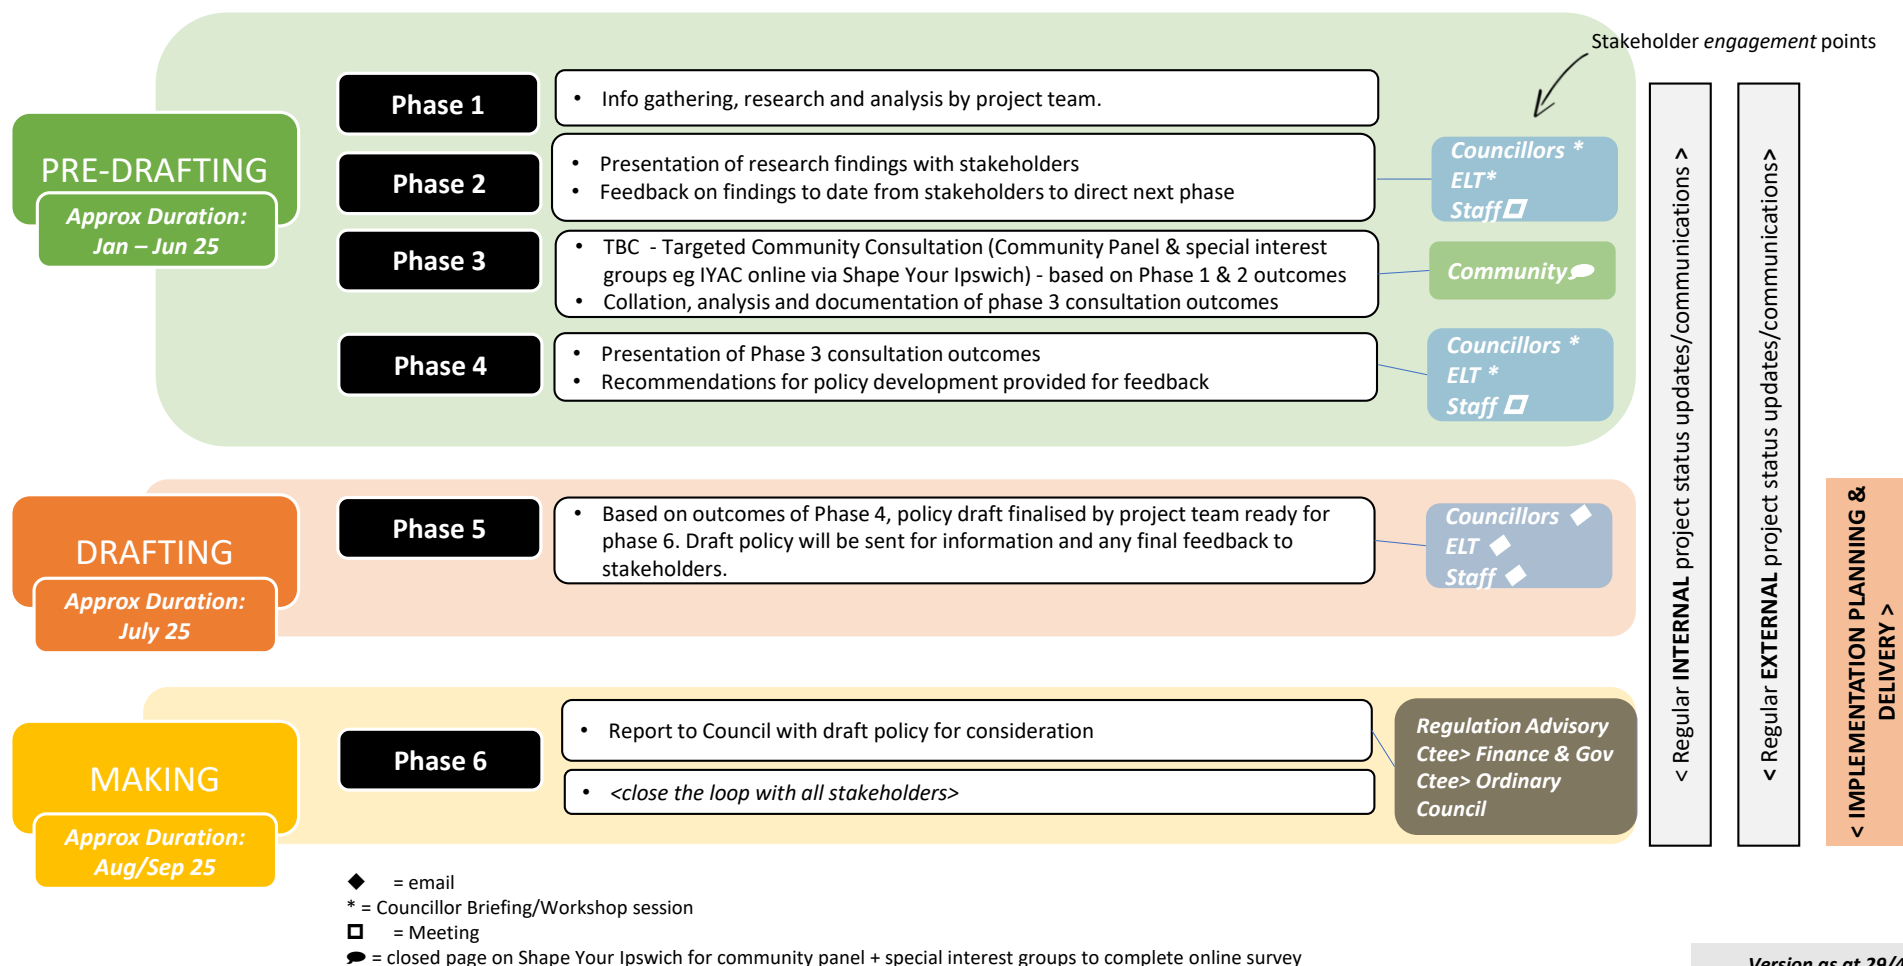 Stakeholder engagement points
PRE-DRAFTING
Approx Duration:
Jan – Jun 25
Phase 1
• Info gathering, research and analysis by project team.
Phase 2
• Presentation of research findings with stakeholders
• Feedback on findings to date from stakeholders to direct next phase
Councillors *
ELT*
Staff
Phase 3
• TBC - Targeted Community Consultation (Community Panel & special interest
groups eg IYAC online via Shape Your Ipswich) - based on Phase 1 & 2 outcomes
• Collation, analysis and documentation of phase 3 consultation outcomes
Community
Phase 4
• Presentation of Phase 3 consultation outcomes
• Recommendations for policy development provided for feedback
Councillors *
ELT *
Staff
DRAFTING
Approx Duration:
July 25
Phase 5
• Based on outcomes of Phase 4, policy draft finalised by project team ready for
phase 6. Draft policy will be sent for information and any final feedback to
stakeholders.
Councillors
ELT
Staff
MAKING
Approx Duration:
Aug/Sep 25
Phase 6
• Report to Council with draft policy for consideration
• <close the loop with all stakeholders>
Regulation Advisory
Ctee> Finance & Gov
Ctee> Ordinary
Council
< Regular INTERNAL project status updates/communications >
< Regular EXTERNAL project status updates/communications>
< IMPLEMENTATION PLANNING &
DELIVERY >
◆ = email
* = Councillor Briefing/Workshop session
= Meeting
= closed page on Shape Your Ipswich for community panel + special interest groups to complete online survey
Version as at 29/4